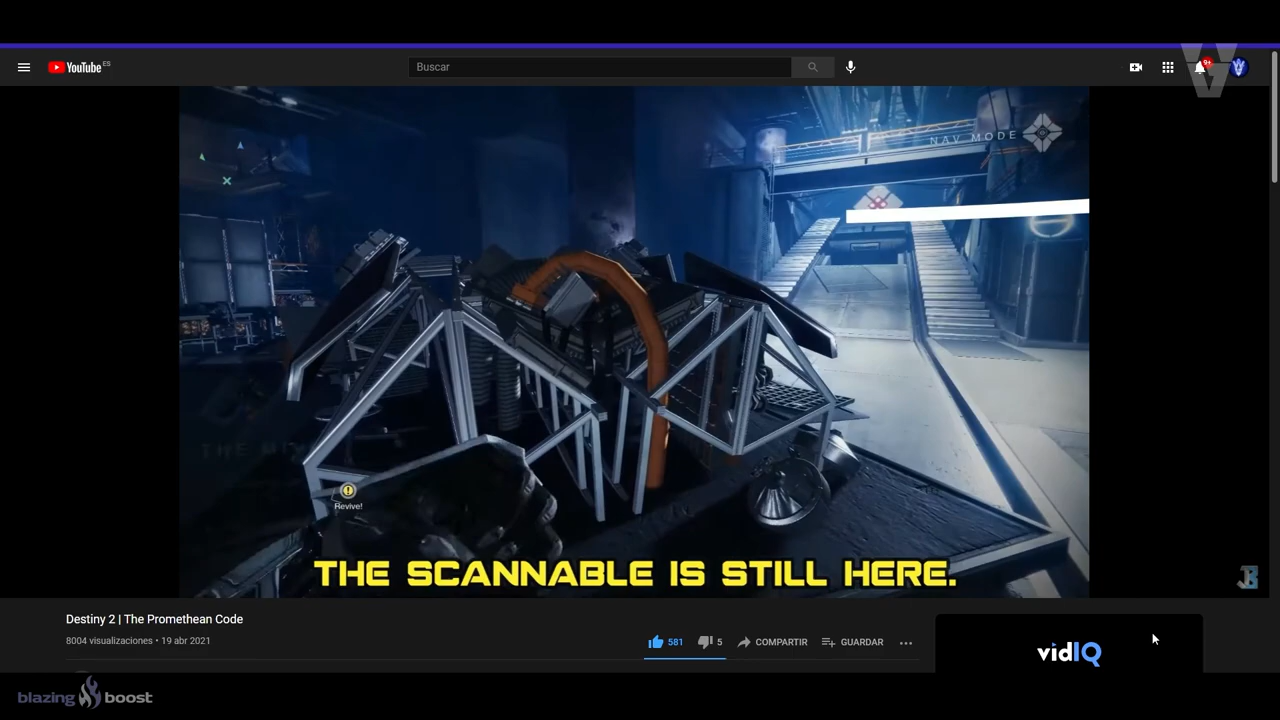 YouTube ES
Buscar
9+
NAV MODE
Revive!
THE SCANNABLE IS STILL HERE.
Destiny 2 | The Promethean Code
8004 visualizaciones • 19 abr 2021
581
5
COMPARTIR
GUARDAR
vidIQ
blazing boost